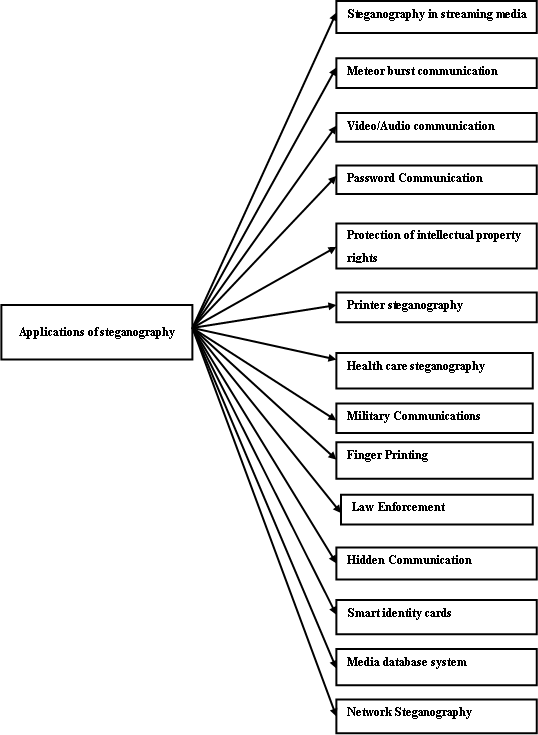 Steganography in streaming media
Meteor burst communication
Video/Audio communication
Password Communication
Protection of intellectual property
rights
Applications of steganography
Printer steganography
Health care steganography
Military Communications
Finger Printing
Law Enforcement
Hidden Communication
Smart identity cards
Media database system
Network Steganography